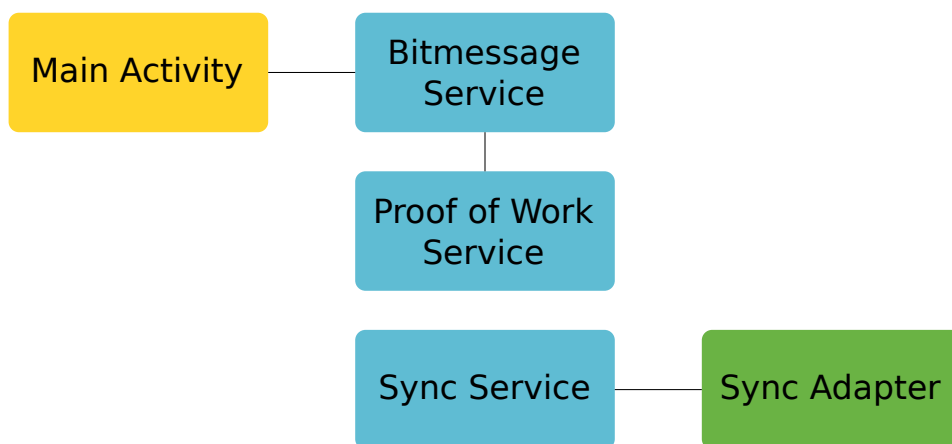 Main Activity
Bitmessage
Service
Proof of Work
Service
Sync Service
Sync Adapter